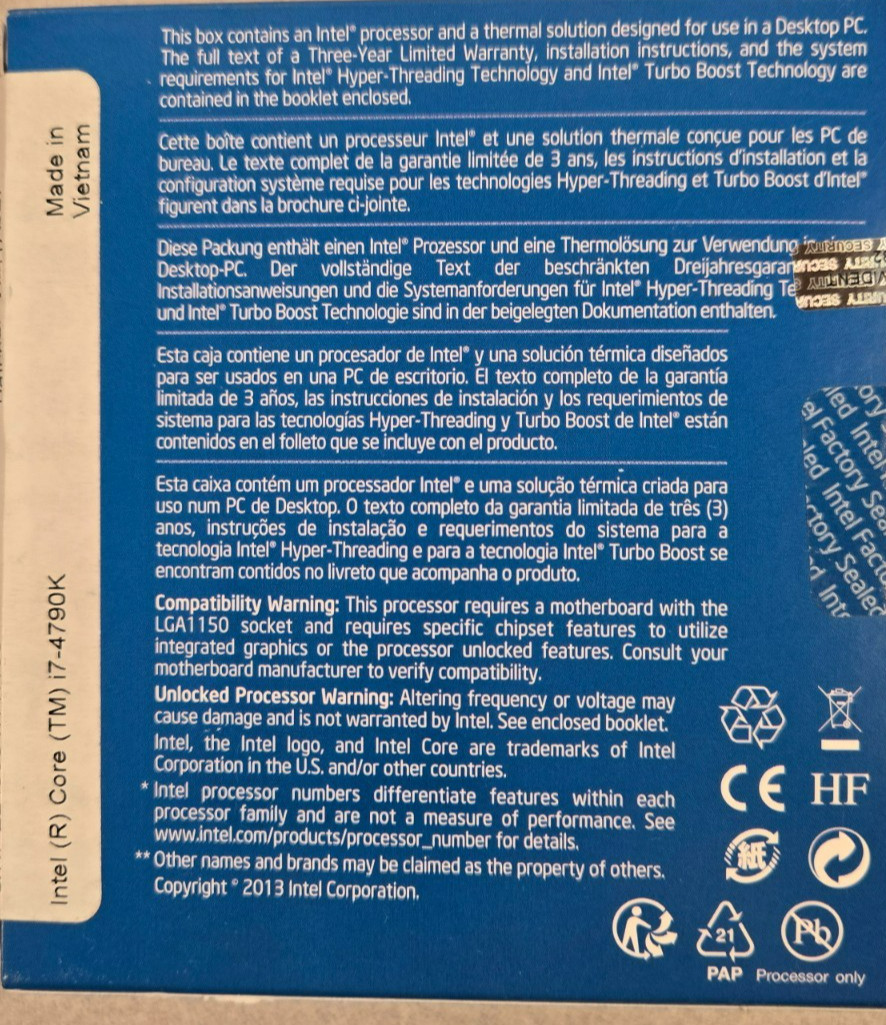 This box contains an Intel® processor and a thermal solution designed for use in a Desktop PC.
The full text of a Three-Year Limited Warranty, installation instructions, and the system
requirements for Intel® Hyper-Threading Technology and Intel® Turbo Boost Technology are
contained in the booklet enclosed.
Cette boîte contient un processeur Intel® et une solution thermale conçue pour les PC de
bureau. Le texte complet de la garantie limitée de 3 ans, les instructions d'installation et la
configuration système requise pour les technologies Hyper-Threading et Turbo Boost d'Intel®
figurent dans la brochure ci-jointe.
Diese Packung enthält einen Intel® Prozessor und eine Thermolösung zur Verwendung
Desktop-PC. Der vollständige Text der beschränkten
Installationsanweisungen und die Systemanforderungen für Intel® Hyper-Threading
und Intel® Turbo Boost Technologie sind in der beigelegten Dokumentation enthalten.
Esta caja contiene un procesador de Intel® y una solución térmica diseñados
para ser usados en una PC de escritorio. El texto completo de la garantía
limitada de 3 años, las instrucciones de instalación y los requerimientos de
sistema para las tecnologías Hyper-Threading y Turbo Boost de Intel® están
contenidos en el folleto que se incluye con el producto.
Esta caixa contém um processador Intel® e uma solução térmica criada para
uso num PC de Desktop. O texto completo da garantia limitada de três (3)
anos, instruções de instalação e requerimentos do sistema para a
tecnologia Intel® Hyper-Threading e para a tecnologia Intel® Turbo Boost se
encontram contidos no livreto que acompanha o produto.
Compatibility Warning: This processor requires a motherboard with the
LGA1150 socket and requires specific chipset features to utilize
integrated graphics or the processor unlocked features. Consult your
motherboard manufacturer to verify compatibility.
Unlocked Processor Warning: Altering frequency or voltage may
cause damage and is not warranted by Intel. See enclosed booklet.
Intel, the Intel logo, and Intel Core are trademarks of Intel
Corporation in the U.S. and/or other countries.
* Intel processor numbers differentiate features within each
processor family and are not a measure of performance. See
www.intel.com/products/processor_number for details.
** Other names and brands may be claimed as the property of others.
Copyright © 2013 Intel Corporation.
Made in
Vietnam
Intel (R) Core (TM) i7-4790K
SECURITY
IDENTITY
Intel
Intel Factory Sealed
Factory Sealed
CE HF
紙
21
Pb
PAP
Processor only